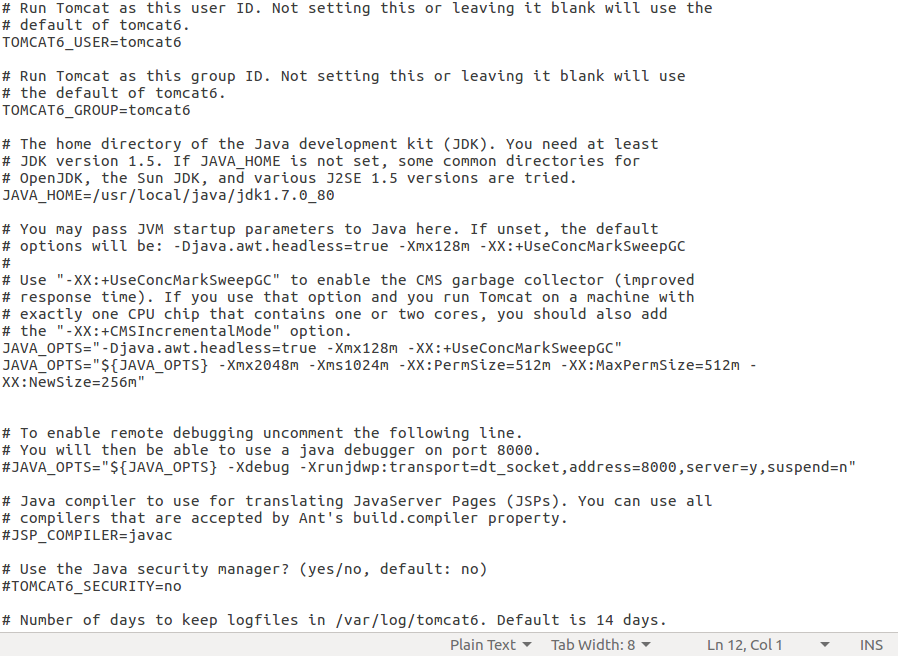 # Run Tomcat as this user ID. Not setting this or leaving it blank will use the
# default of tomcat6.
TOMCAT6_USER=tomcat6
# Run Tomcat as this group ID. Not setting this or leaving it blank will use
# the default of tomcat6.
TOMCAT6_GROUP=tomcat6
# The home directory of the Java development kit (JDK). You need at least
# JDK version 1.5. If JAVA_HOME is not set, some common directories for
# OpenJDK, the Sun JDK, and various J2SE 1.5 versions are tried.
JAVA_HOME=/usr/local/java/jdk1.7.0_80
# You may pass JVM startup parameters to Java here. If unset, the default
# options will be: -Djava.awt.headless=true -Xmx128m -XX:+UseConcMarkSweepGC
#
# Use "-XX:+UseConcMarkSweepGC" to enable the CMS garbage collector (improved
# response time). If you use that option and you run Tomcat on a machine with
# exactly one CPU chip that contains one or two cores, you should also add
# the "-XX:+CMSIncrementalMode" option.
JAVA_OPTS="-Djava.awt.headless=true -Xmx128m -XX:+UseConcMarkSweepGC"
JAVA_OPTS="${JAVA_OPTS} -Xmx2048m -Xms1024m -XX:PermSize=512m -XX:MaxPermSize=512m -
XX:NewSize=256m"
# To enable remote debugging uncomment the following line.
# You will then be able to use a java debugger on port 8000.
#JAVA_OPTS="${JAVA_OPTS} -Xdebug -Xrunjdwp:transport=dt_socket,address=8000,server=y,suspend=n"
# Java compiler to use for translating JavaServer Pages (JSPs). You can use all
# compilers that are accepted by Ant's build.compiler property.
#JSP_COMPILER=javac
# Use the Java security manager? (yes/no, default: no)
#TOMCAT6_SECURITY=no
# Number of days to keep logfiles in /var/log/tomcat6. Default is 14 days.
Plain Text Tab Width: 8 Ln 12, Col 1 INS